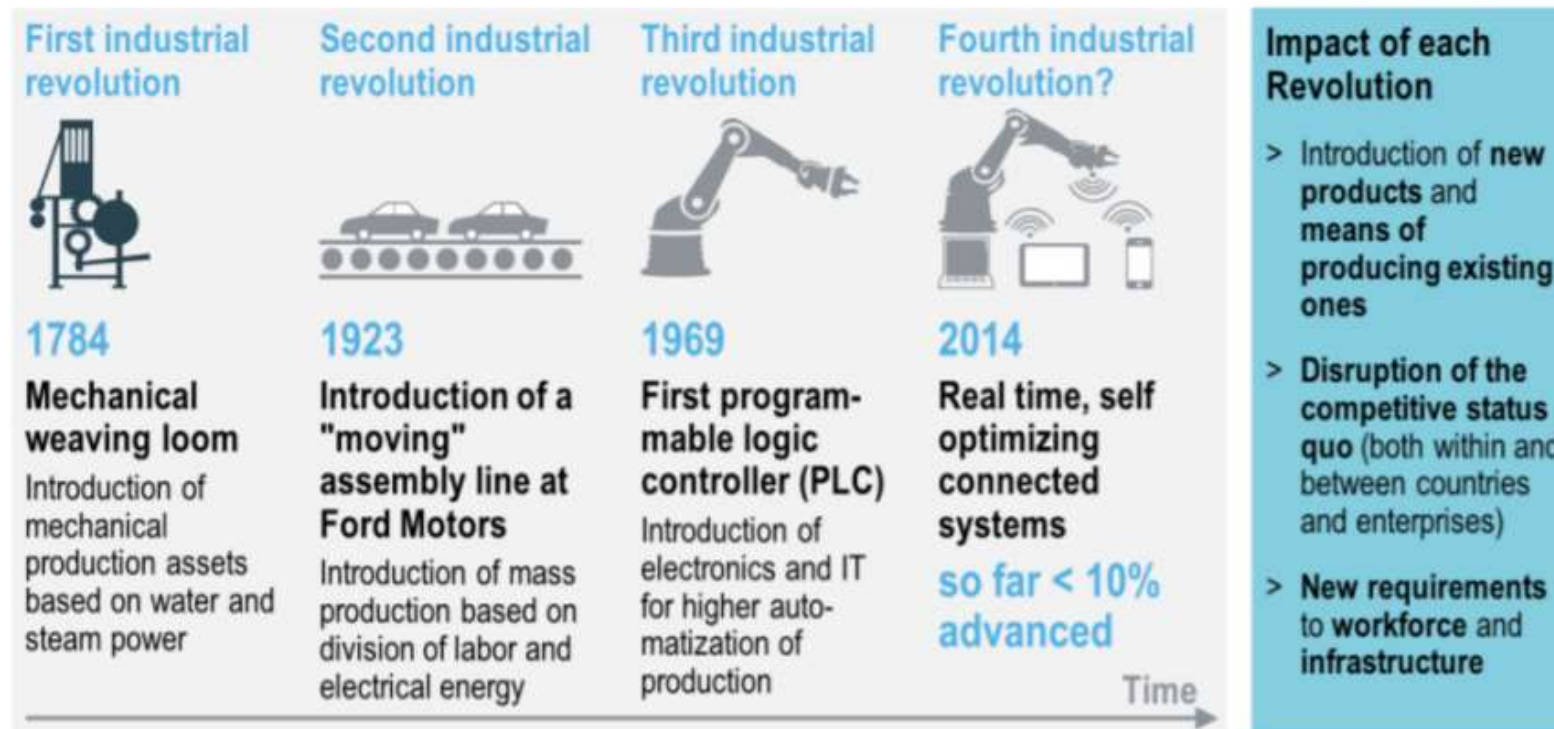 First industrial
revolution
1784
Mechanical
weaving loom
Introduction of
mechanical
production assets
based on water and
steam power
Second industrial
revolution
1923
Introduction of a
"moving"
assembly line at
Ford Motors
Introduction of mass
production based on
division of labor and
electrical energy
Third industrial
revolution
1969
First program-
mable logic
controller (PLC)
Introduction of
electronics and IT
for higher auto-
matization of
production
Fourth industrial
revolution?
2014
Real time, self
optimizing
connected
systems
so far < 10%
advanced
Time
Impact of each
Revolution
> Introduction of new
products and
means of
producing existing
ones
> Disruption of the
competitive status
quo (both within and
between countries
and enterprises)
> New requirements
to workforce and
infrastructure